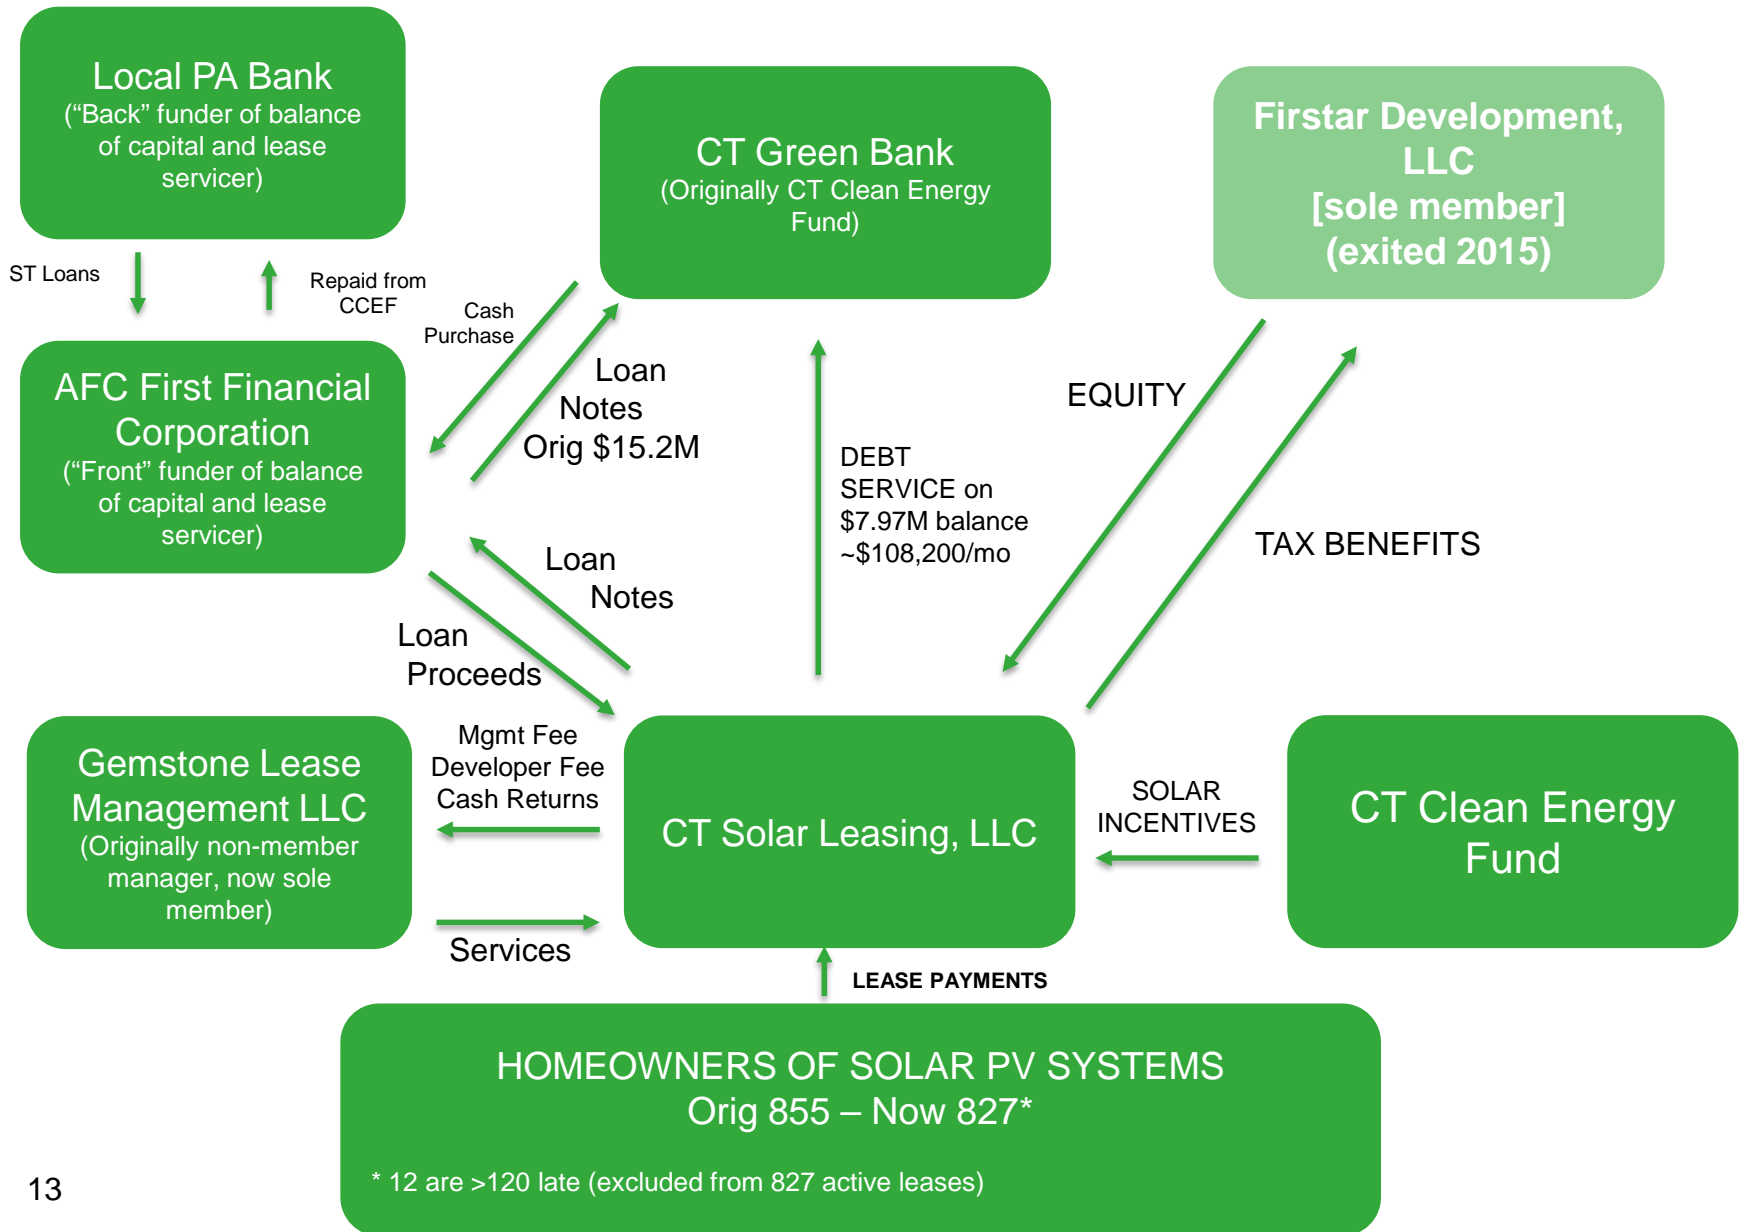 Local PA Bank
(“Back” funder of balance
of capital and lease
servicer)
CT Green Bank
(Originally CT Clean Energy
Fund)
Firstar Development,
LLC
[sole member]
(exited 2015)
ST Loans
Repaid from
CCEF
Cash
Purchase
AFC First Financial
Corporation
(“Front” funder of balance
of capital and lease
servicer)
Loan
Notes
Orig $15.2M
EQUITY
DEBT
SERVICE on
$7.97M balance
~$108,200/mo
TAX BENEFITS
Loan
Notes
Loan
Proceeds
Gemstone Lease
Management LLC
(Originally non-member
manager, now sole
member)
Mgmt Fee
Developer Fee
Cash Returns
Services
CT Solar Leasing, LLC
SOLAR
INCENTIVES
CT Clean Energy
Fund
LEASE PAYMENTS
HOMEOWNERS OF SOLAR PV SYSTEMS
Orig 855 – Now 827*
* 12 are >120 late (excluded from 827 active leases)
13